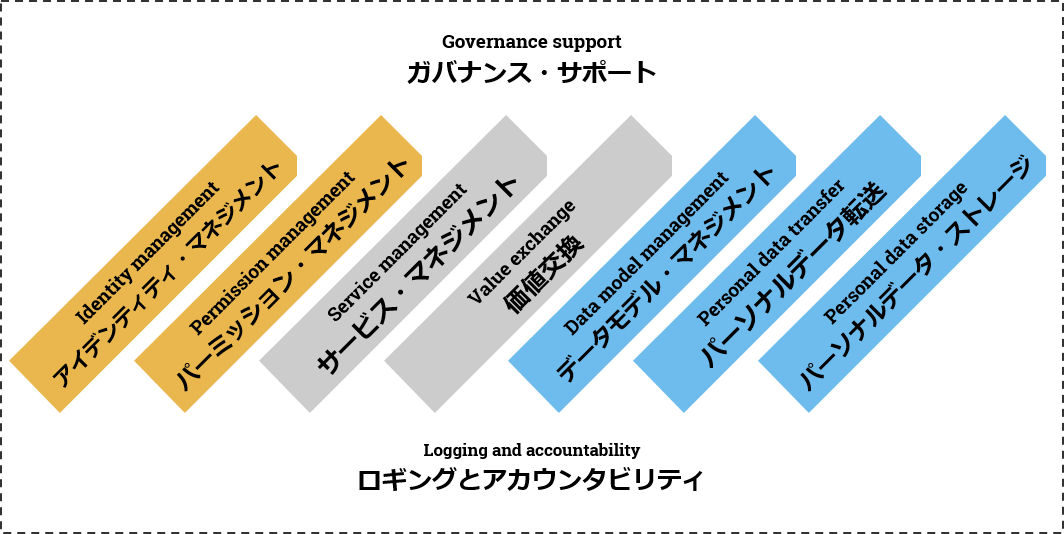 Governance support
ガバナンス・サポート
Identity management
アイデンティティ・マネジメント
Permission management
パーミッション・マネジメント
Service management
サービス・マネジメント
Value exchange
価値交換
Data model management
データモデル・マネジメント
Personal data transfer
パーソナルデータ転送
Personal data storage
パーソナルデータ・ストレージ
Logging and accountability
ロギングとアカウンタビリティ